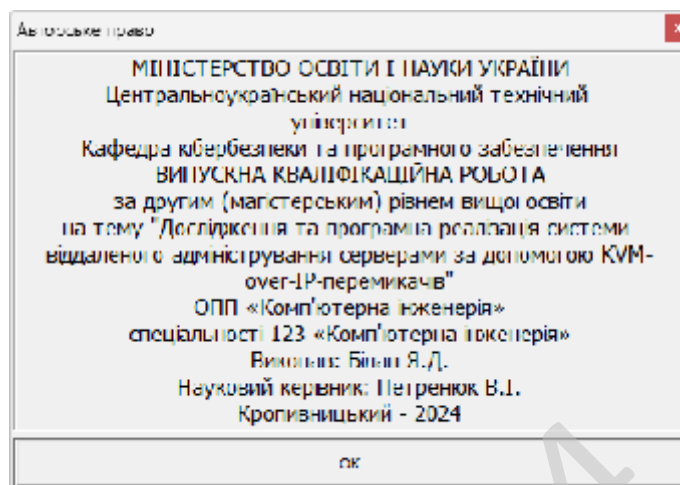 Авторське право
МІНІСТЕРСТВО ОСВІТИ І НАУКИ УКРАЇНИ
Центральноукраїнський національний технічний
університет
Кафедра кібербезпеки та програмного забезпечення
ВИПУСКНА КВАЛІФІКАЦІЙНА РОБОТА
за другим (магістерським) рівнем вищої освіти
на тему "Дослідження та програмна реалізація системи
віддаленого адміністрування серверами за допомогою KVM-
over-IP-перемикачів"
ОПП «Комп'ютерна інженерія»
спеціальності 123 «Комп'ютерна інженерія»
Виконав: Білан Я.Д.
Науковий керівник: Петренюк В.І.
Кропивницький - 2024
ОК